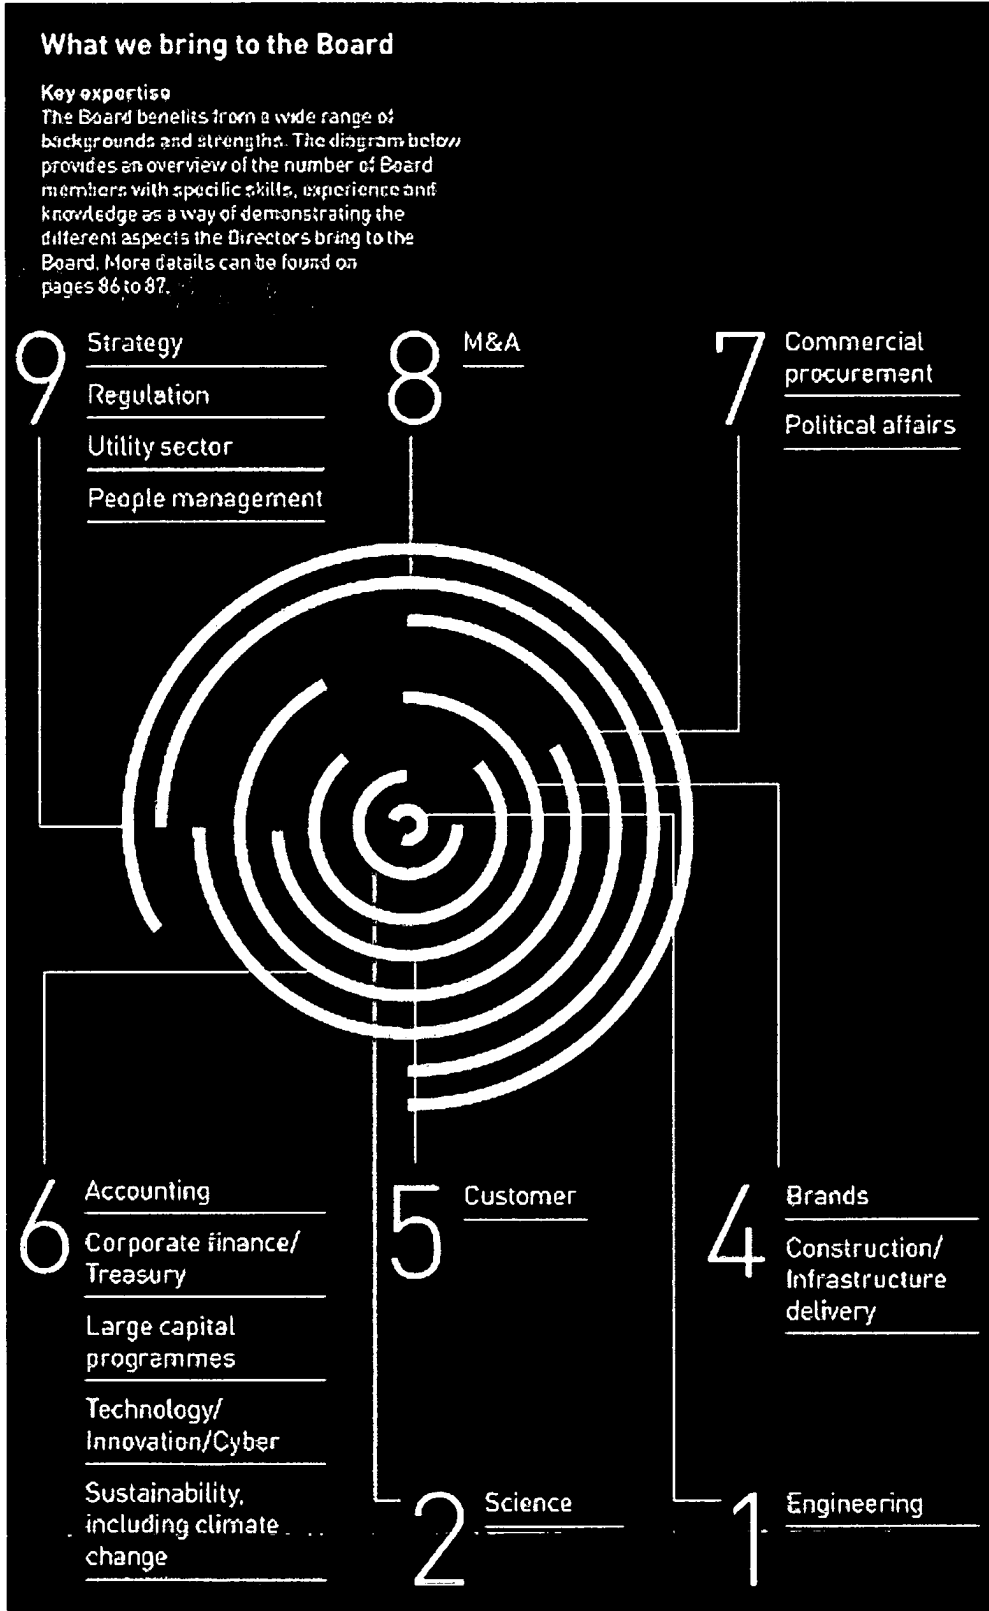 What we bring to the Board
Key expertise
The Board benefits from a wide range of
backgrounds and strengths. The diagram below
provides an overview of the number of Board
members with specific skills, experience and
knowledge as a way of demonstrating the
different aspects the Directors bring to the
Board. More details can be found on
pages 86 to 87.
9
Strategy
Regulation
Utility sector
People management
8
M&A
7
Commercial
procurement
Political affairs
6
Accounting
Corporate finance/
Treasury
Large capital
programmes
Technology/
Innovation/Cyber
Sustainability,
including climate
change
5
Customer
4
Brands
Construction/
Infrastructure
delivery
2
Science
1
Engineering